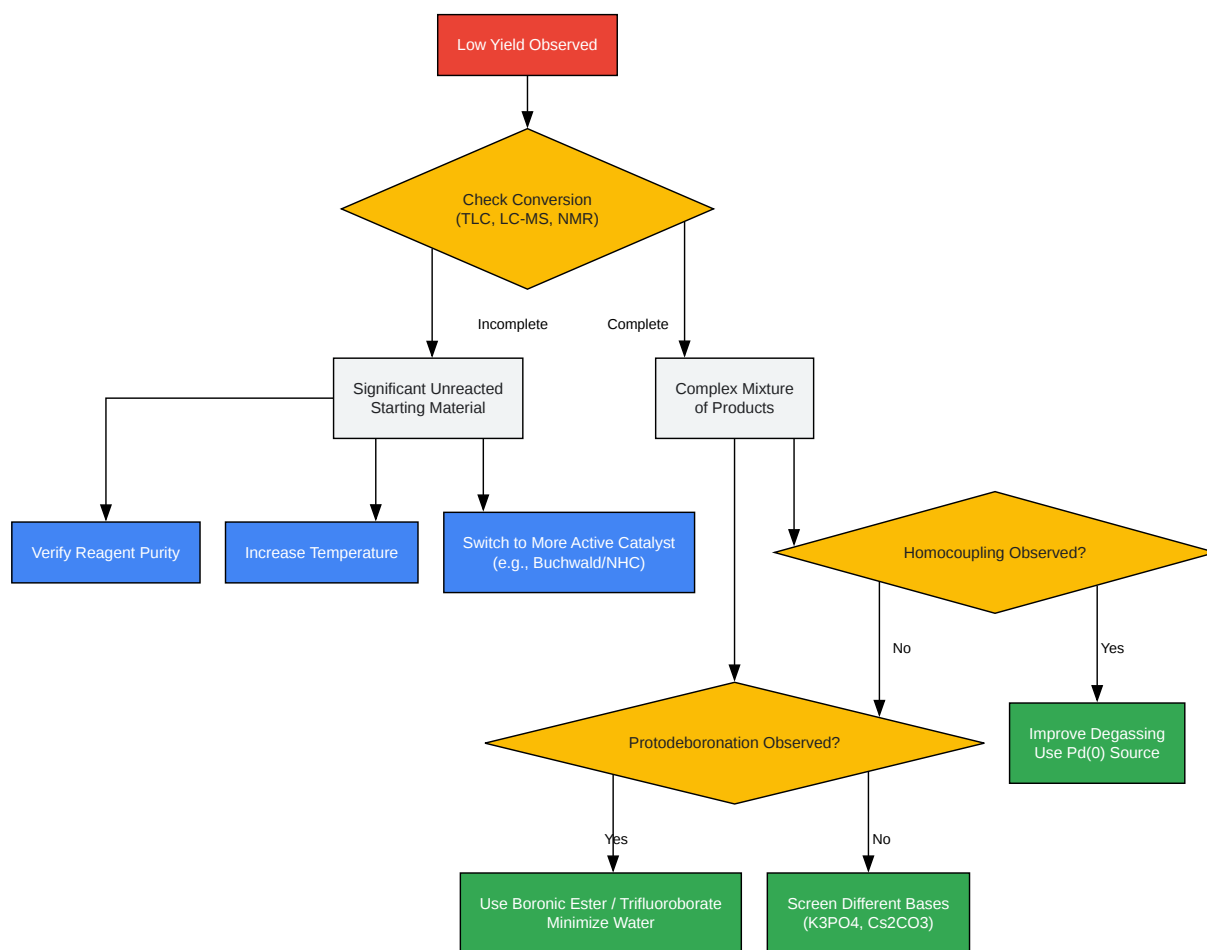 Low Yield Observed
Check Conversion
(TLC, LC-MS, NMR)
Incomplete
Complete
Significant Unreacted
Starting Material
Complex Mixture
of Products
Verify Reagent Purity
Increase Temperature
Switch to More Active Catalyst
(e.g., Buchwald/NHC)
Homocoupling Observed?
No
Yes
Protodeboronation Observed?
Improve Degassing
Use Pd(0) Source
Yes
No
Use Boronic Ester / Trifluoroborate
Minimize Water
Screen Different Bases
(K3PO4, Cs2CO3)